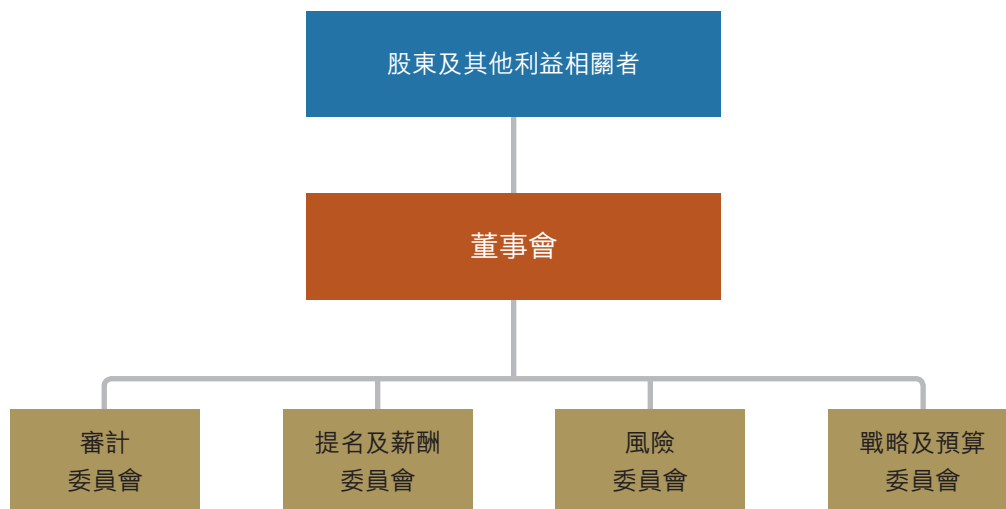 股東及其他利益相關者
董事會
審計
委員會
提名及薪酬
委員會
風險
委員會
戰略及預算
委員會